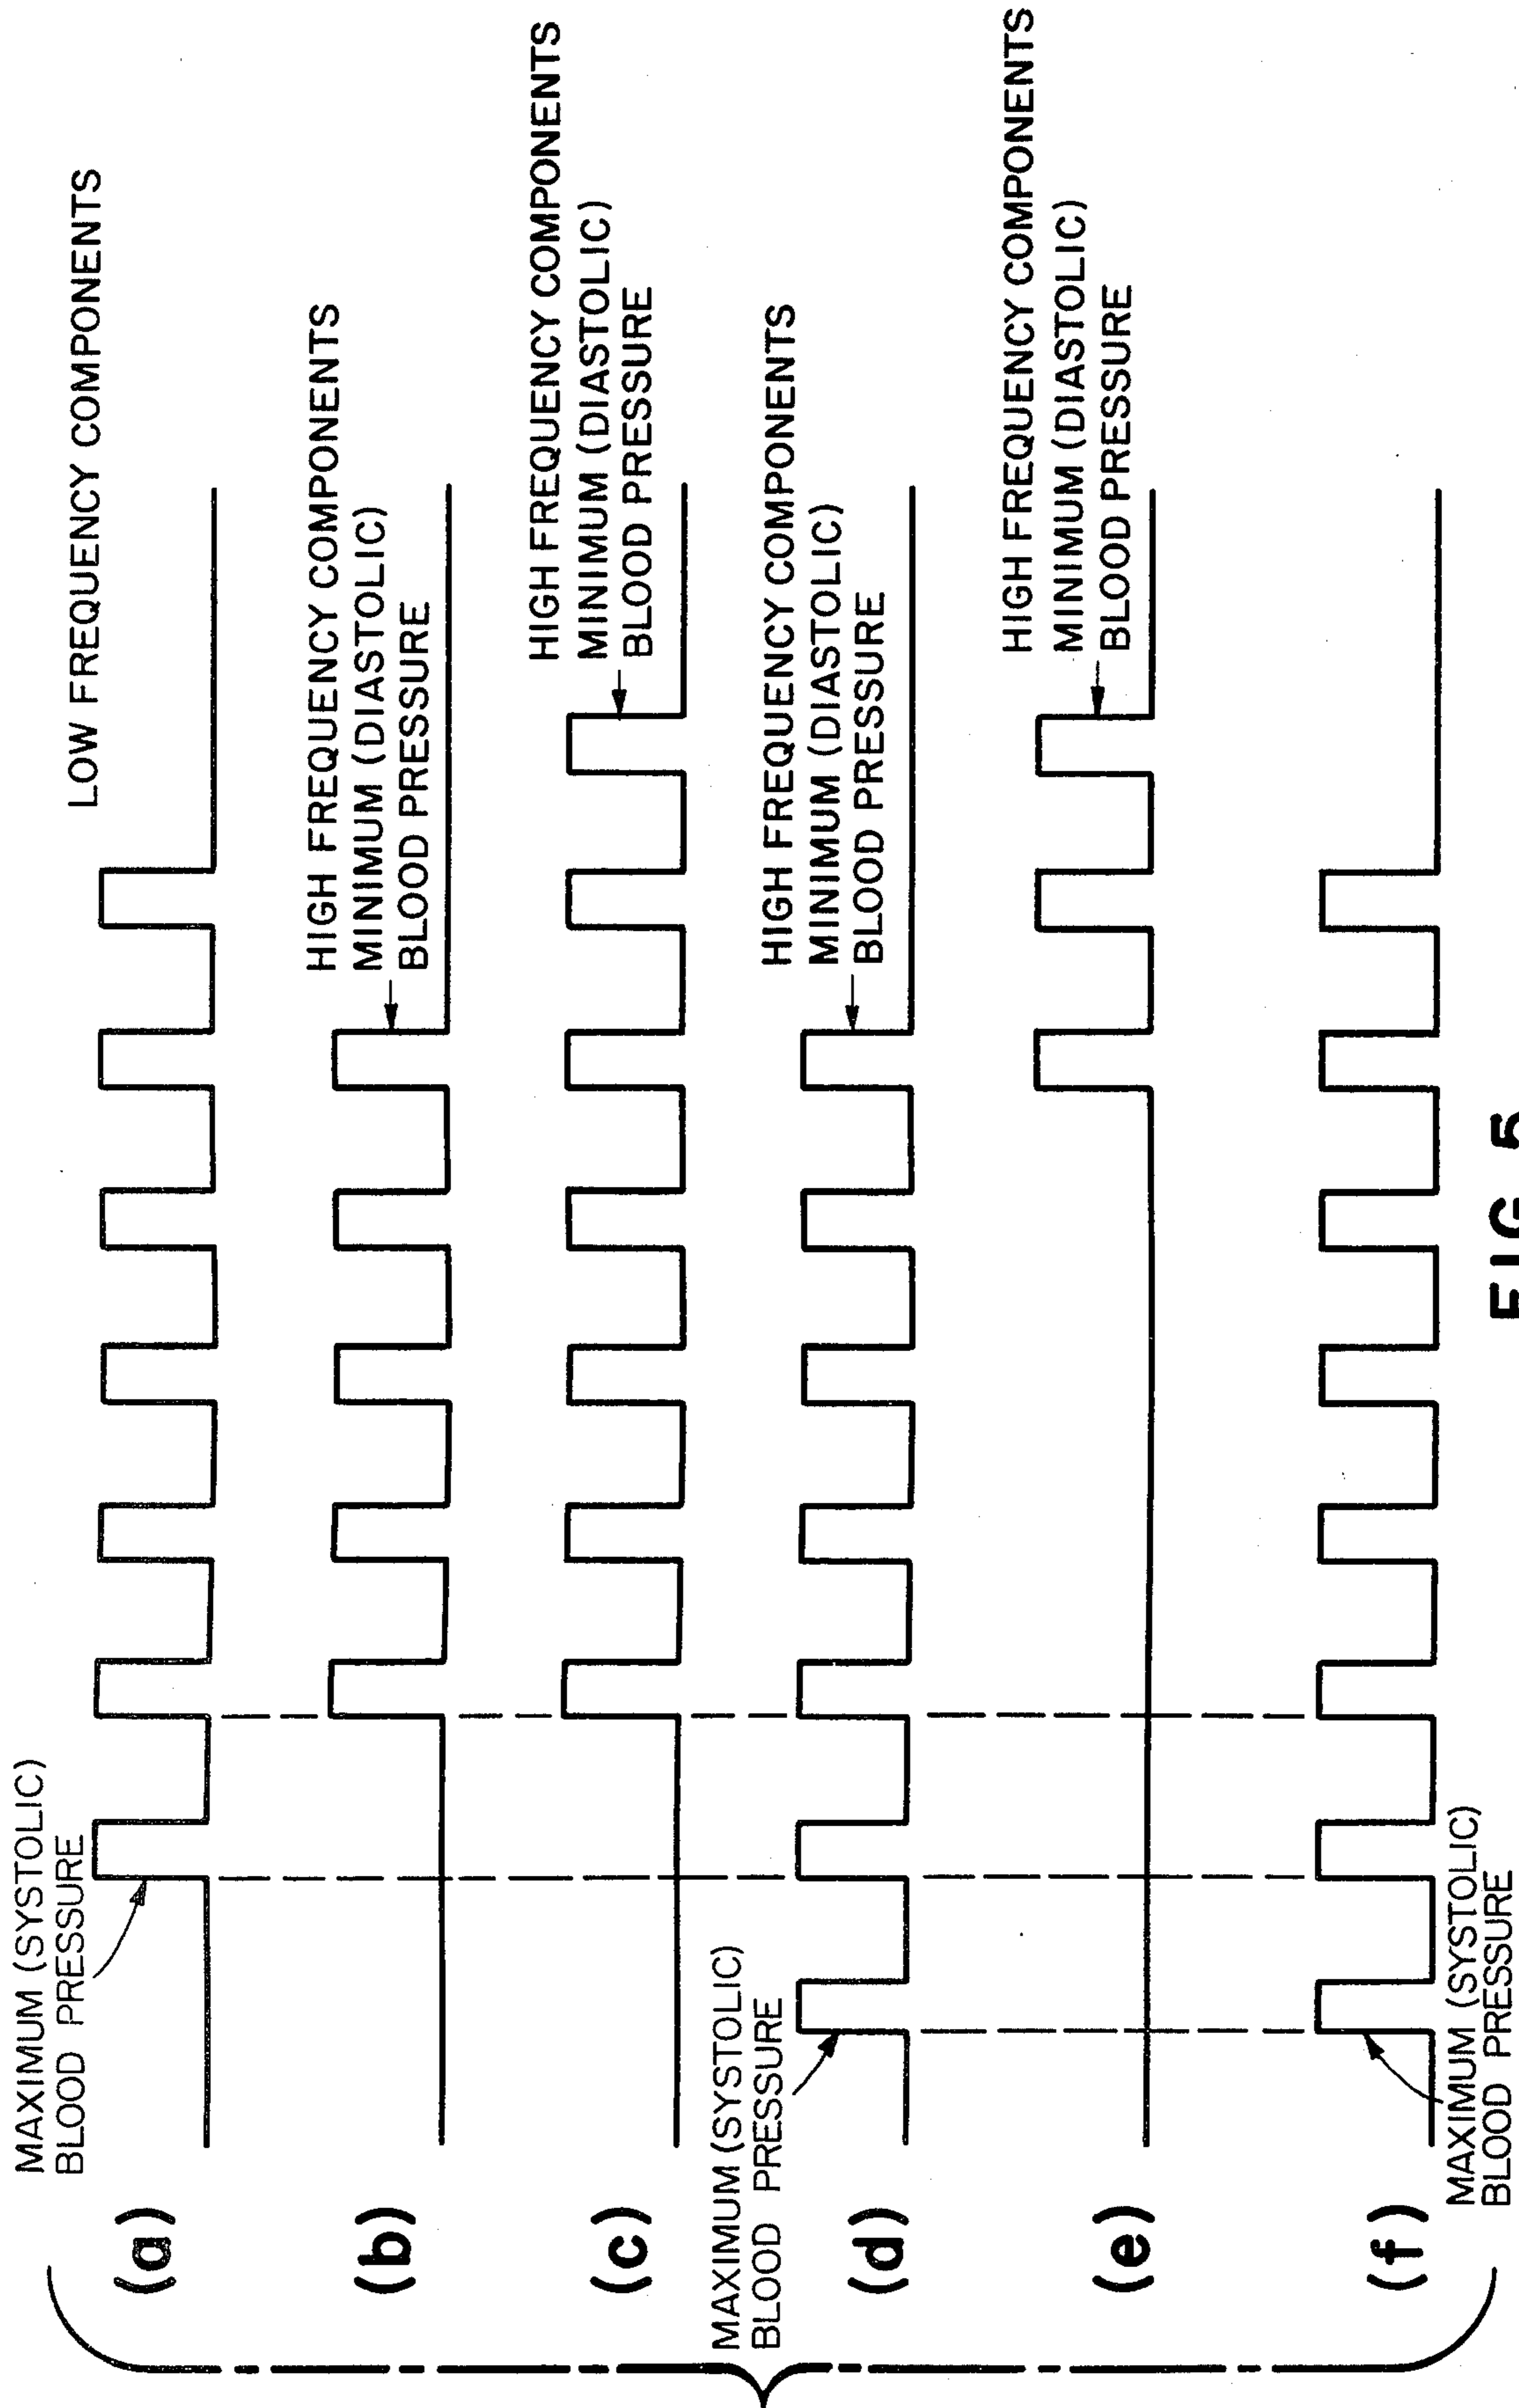 MAXIMUM (SYSTOLIC)
BLOOD PRESSURE
LOW FREQUENCY COMPONENTS
(a)
HIGH FREQUENCY COMPONENTS
MINIMUM (DIASTOLIC)
BLOOD PRESSURE
(b)
HIGH FREQUENCY COMPONENTS
MINIMUM (DIASTOLIC)
BLOOD PRESSURE
(c)
MAXIMUM (SYSTOLIC)
BLOOD PRESSURE
HIGH FREQUENCY COMPONENTS
MINIMUM (DIASTOLIC)
BLOOD PRESSURE
(d)
HIGH FREQUENCY COMPONENTS
MINIMUM (DIASTOLIC)
BLOOD PRESSURE
(e)
(f)
MAXIMUM (SYSTOLIC)
BLOOD PRESSURE
FIG. 5